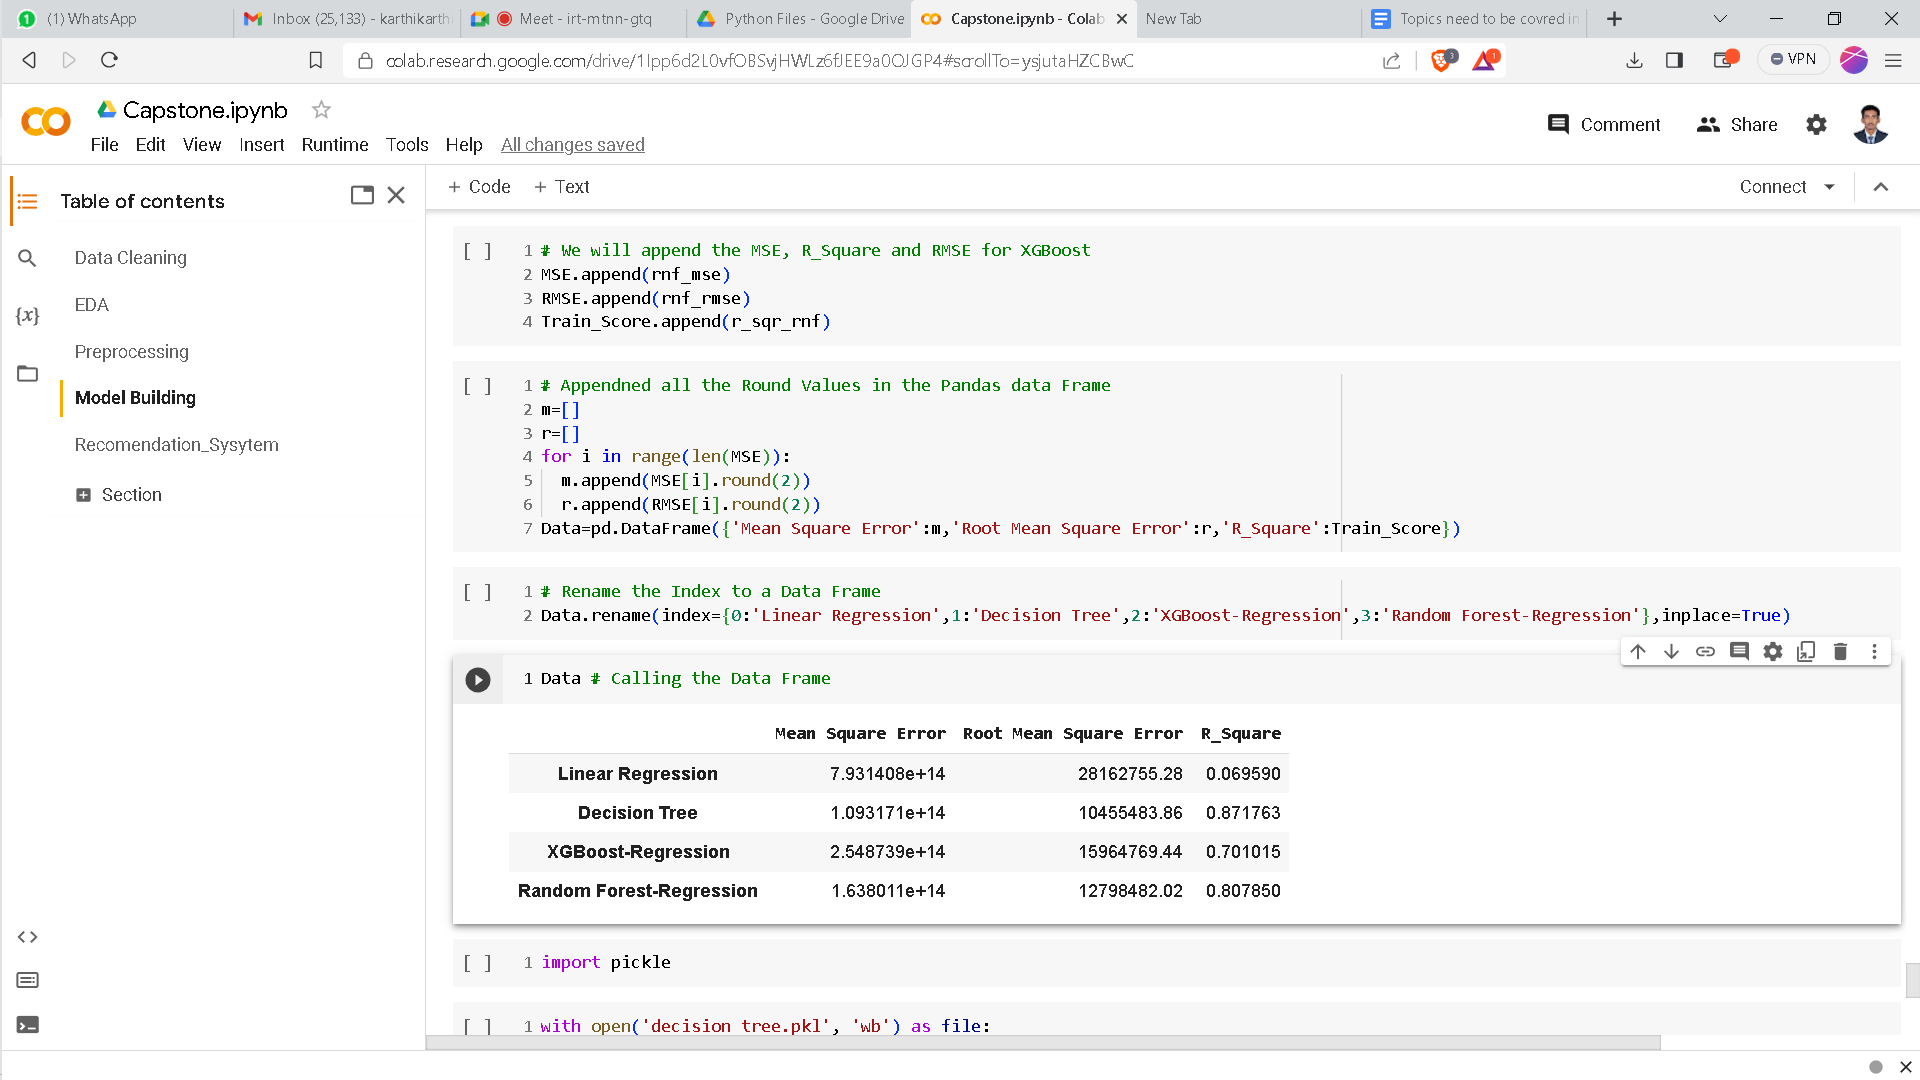 (1) WhatsApp
Inbox (25,133) - karthikarthi
Meet - irt-mtnn-gtq
Python Files - Google Drive
Capstone.ipynb - Colab
New Tab
Topics need to be covred in
colab.research.google.com/drive/1Ipp6d2L0vfOBSvjHWLz6fJEE9a0OJGP4#scrollTo=ysjutaHZCBwC
3
1
VPN
Capstone.ipynb
File Edit View Insert Runtime Tools Help All changes saved
Comment
Share
Table of contents
Data Cleaning
EDA
Preprocessing
Model Building
Recomendation_Sysytem
Section
+ Code + Text
Connect
[ ] 1 # We will append the MSE, R_Square and RMSE for XGBoost
2 MSE.append(rnf_mse)
3 RMSE.append(rnf_rmse)
4 Train_Score.append(r_sqr_rnf)
[ ] 1 # Appendned all the Round Values in the Pandas data Frame
2 m=[]
3 r=[]
4 for i in range(len(MSE)):
5 m.append(MSE[i].round(2))
6 r.append(RMSE[i].round(2))
7 Data=pd.DataFrame({'Mean Square Error':m,'Root Mean Square Error':r,'R_Square':Train_Score})
[ ] 1 # Rename the Index to a Data Frame
2 Data.rename(index={0:'Linear Regression',1:'Decision Tree',2:'XGBoost-Regression',3:'Random Forest-Regression'},inplace=True)
1 Data # Calling the Data Frame
Mean Square Error Root Mean Square Error R_Square
Linear Regression 7.931408e+14 28162755.28 0.069590
Decision Tree 1.093171e+14 10455483.86 0.871763
XGBoost-Regression 2.548739e+14 15964769.44 0.701015
Random Forest-Regression 1.638011e+14 12798482.02 0.807850
[ ] 1 import pickle
[ ] 1 with open('decision tree.pkl', 'wb') as file: